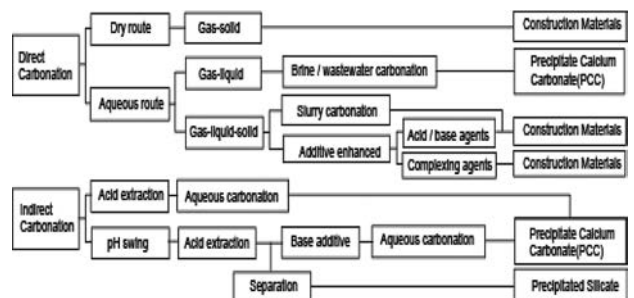 Direct
Carbonation
Dry route
Gas-solid
Construction Materials
Aqueous route
Gas-liquid
Brine / wastewater carbonation
Precipitate Calcium
Carbonate(PCC)
Gas-liquid-solid
Slurry carbonation
Additive enhanced
Acid / base agents
Construction Materials
Complexing agents
Construction Materials
Indirect
Carbonation
Acid extraction
Aqueous carbonation
pH swing
Acid extraction
Base additive
Aqueous carbonation
Precipitate Calcium
Carbonate(PCC)
Separation
Precipitated Silicate